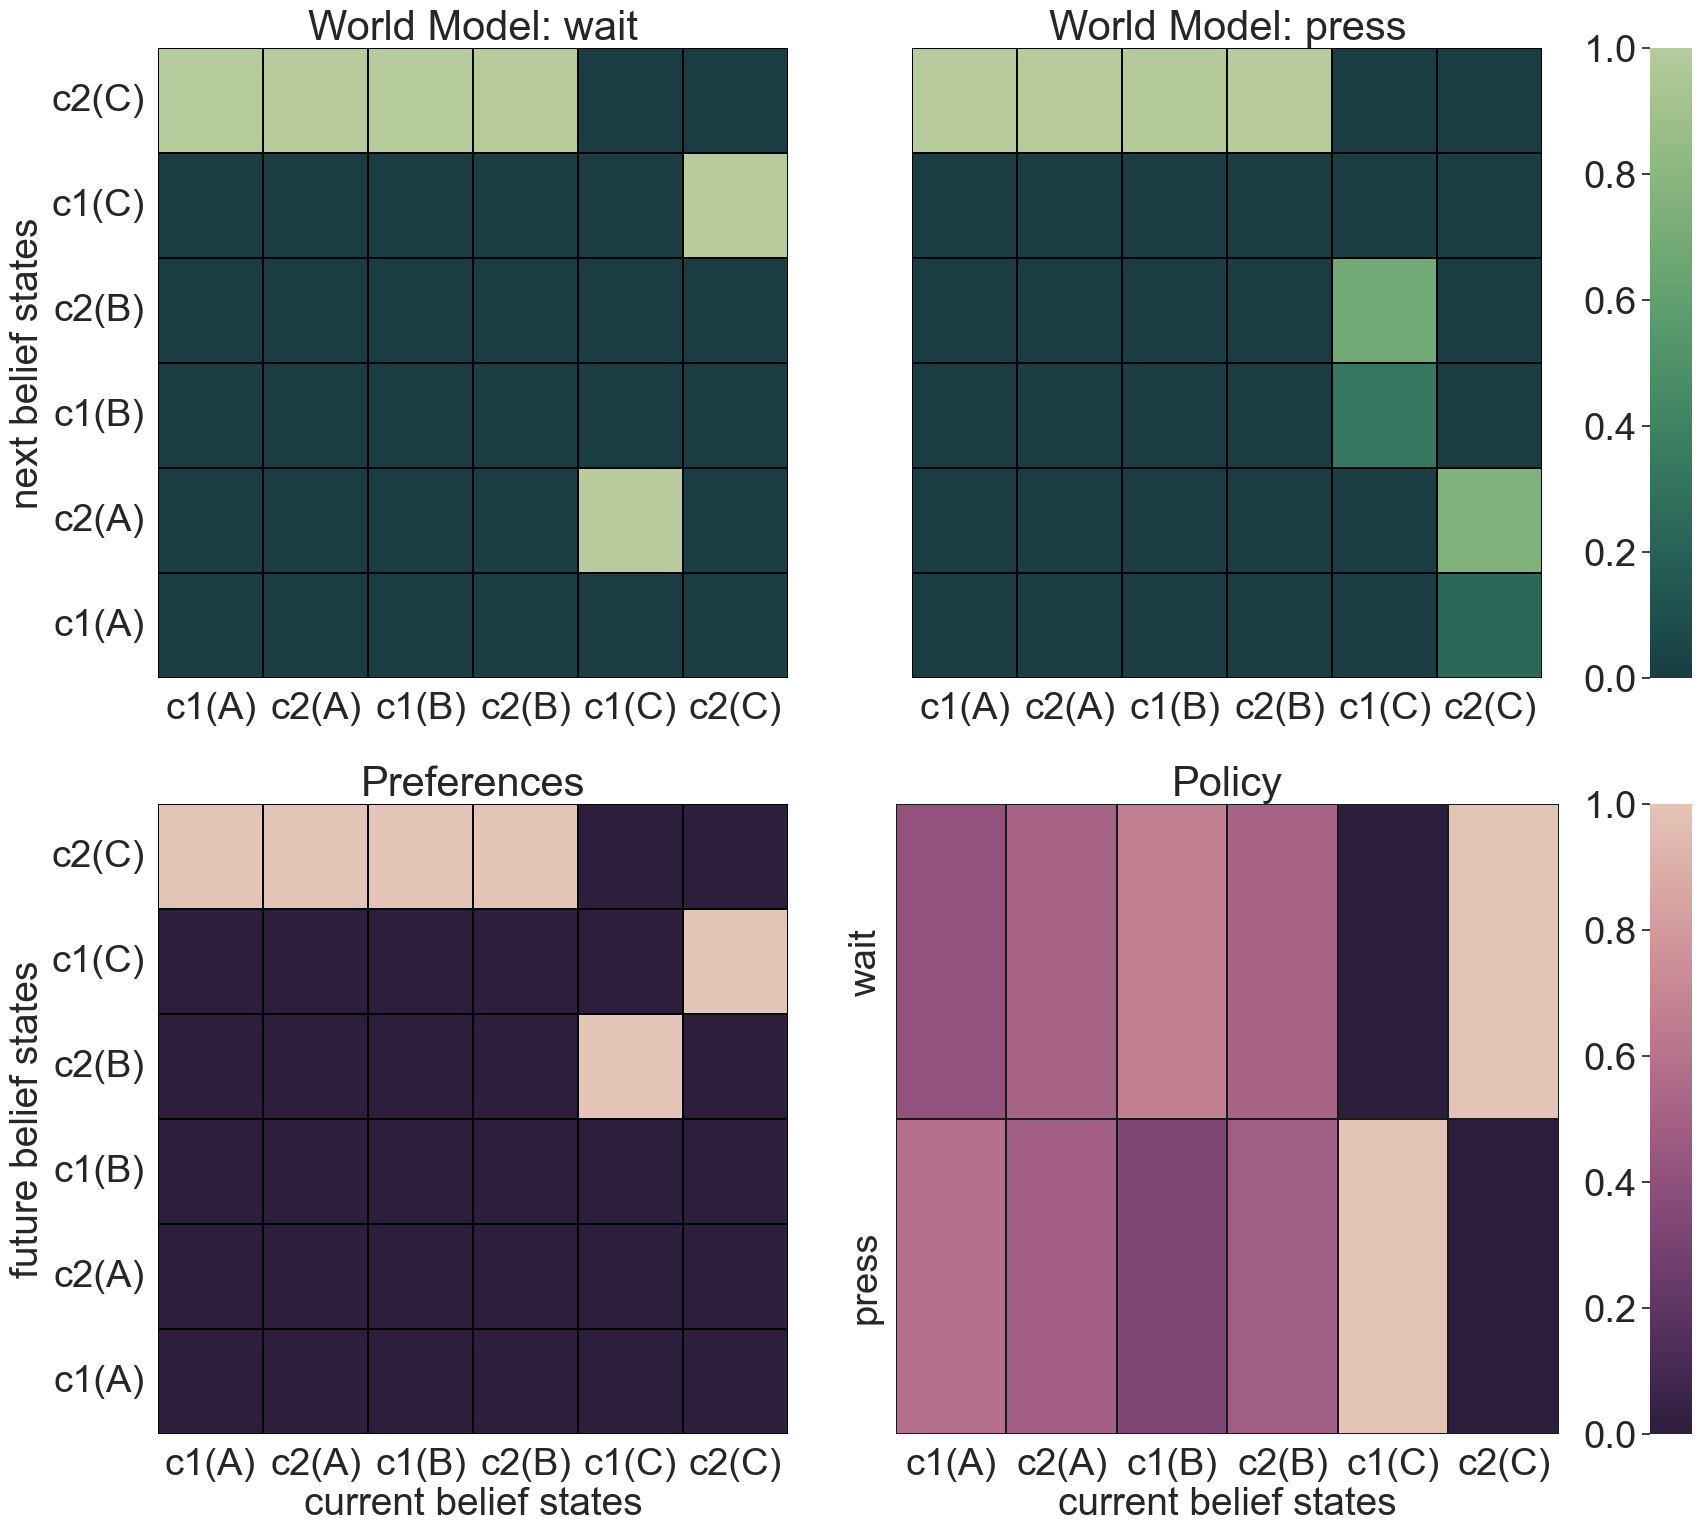 World Model: wait
World Model: press
next belief states
c2(C)
c1(C)
c2(B)
c1(B)
c2(A)
c1(A)
c1(A) c2(A) c1(B) c2(B) c1(C) c2(C)
c1(A) c2(A) c1(B) c2(B) c1(C) c2(C)
1.0
0.8
0.6
0.4
0.2
0.0
Preferences
Policy
future belief states
c2(C)
c1(C)
c2(B)
c1(B)
c2(A)
c1(A)
c1(A) c2(A) c1(B) c2(B) c1(C) c2(C)
current belief states
wait
press
c1(A) c2(A) c1(B) c2(B) c1(C) c2(C)
current belief states
1.0
0.8
0.6
0.4
0.2
0.0